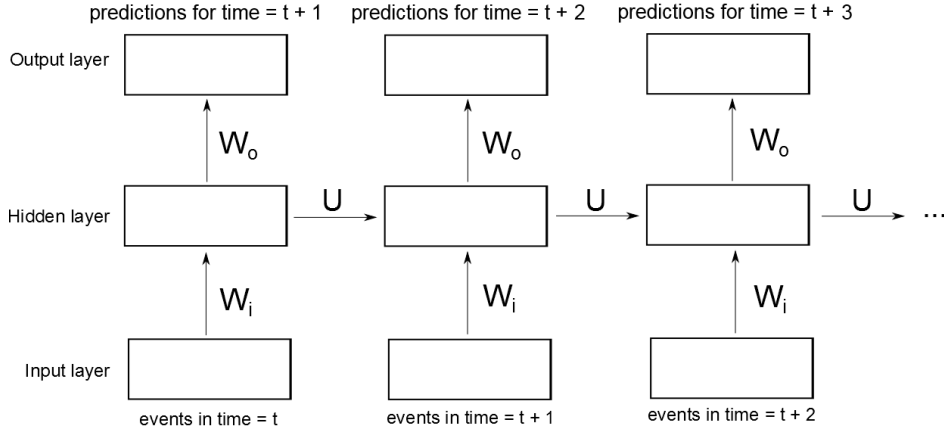 predictions for time = t + 1
predictions for time = t + 2
predictions for time = t + 3
Output layer
Wo
Wo
Wo
Hidden layer
U
U
U
...
Wi
Wi
Wi
Input layer
events in time = t
events in time = t + 1
events in time = t + 2